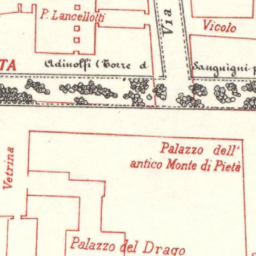 P. Lancellotti
Via
Vicolo
TA
Adinolfi (Torre d
Sanguigni
Vetrina
Palazzo dell'
antico Monte di Pietà
Palazzo del Drago